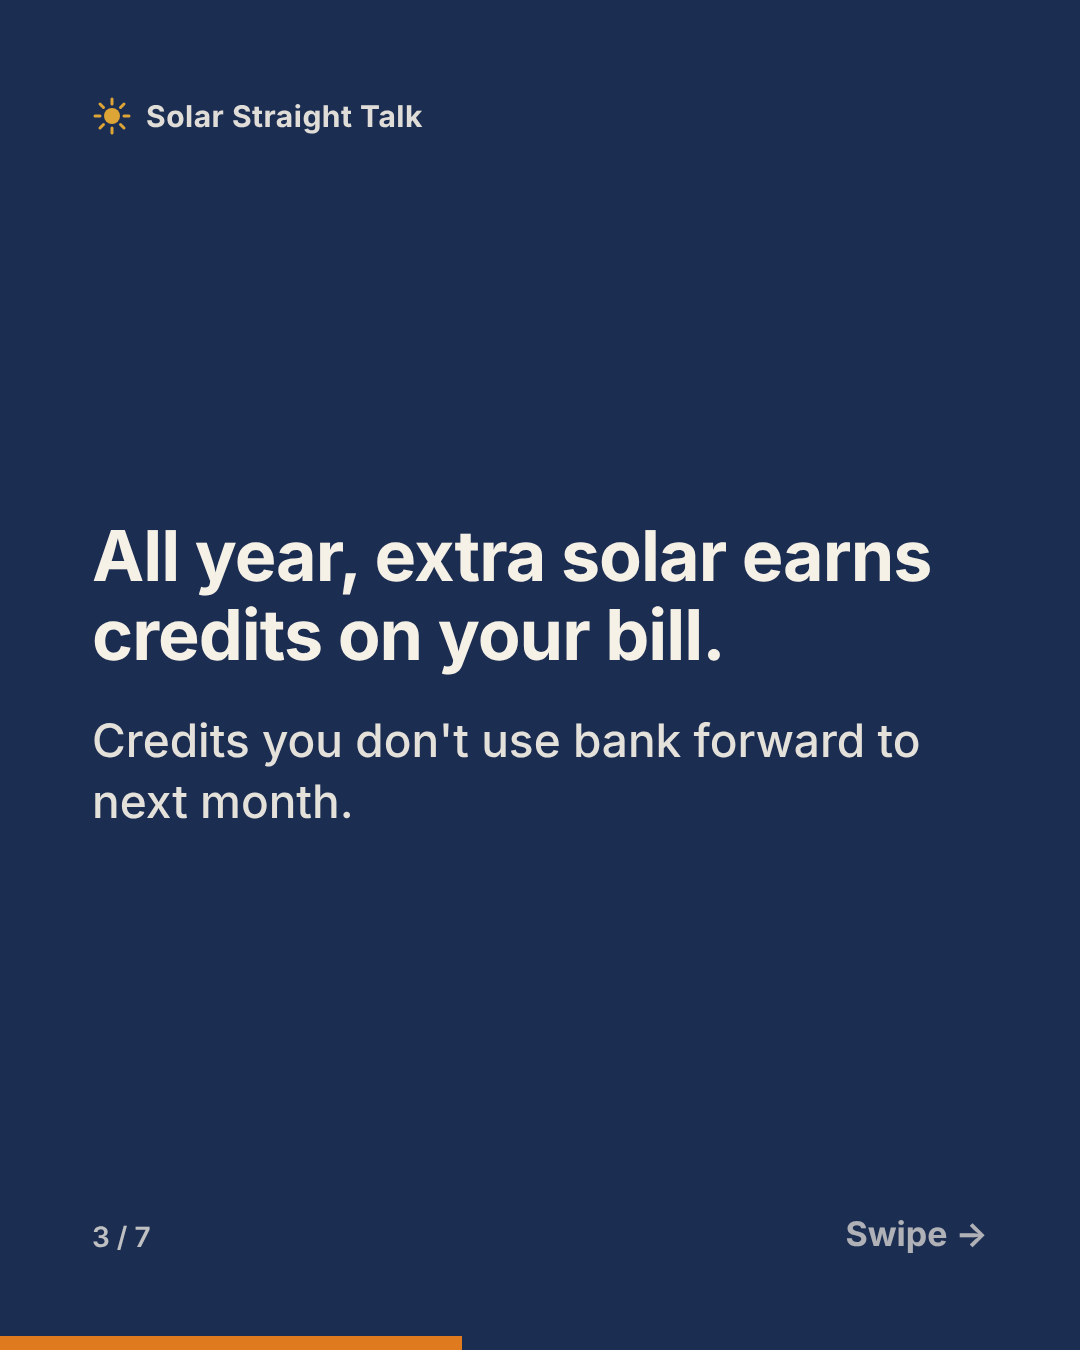 Solar Straight Talk
All year, extra solar earns
credits on your bill.
Credits you don't use bank forward to
next month.
3 / 7
Swipe →